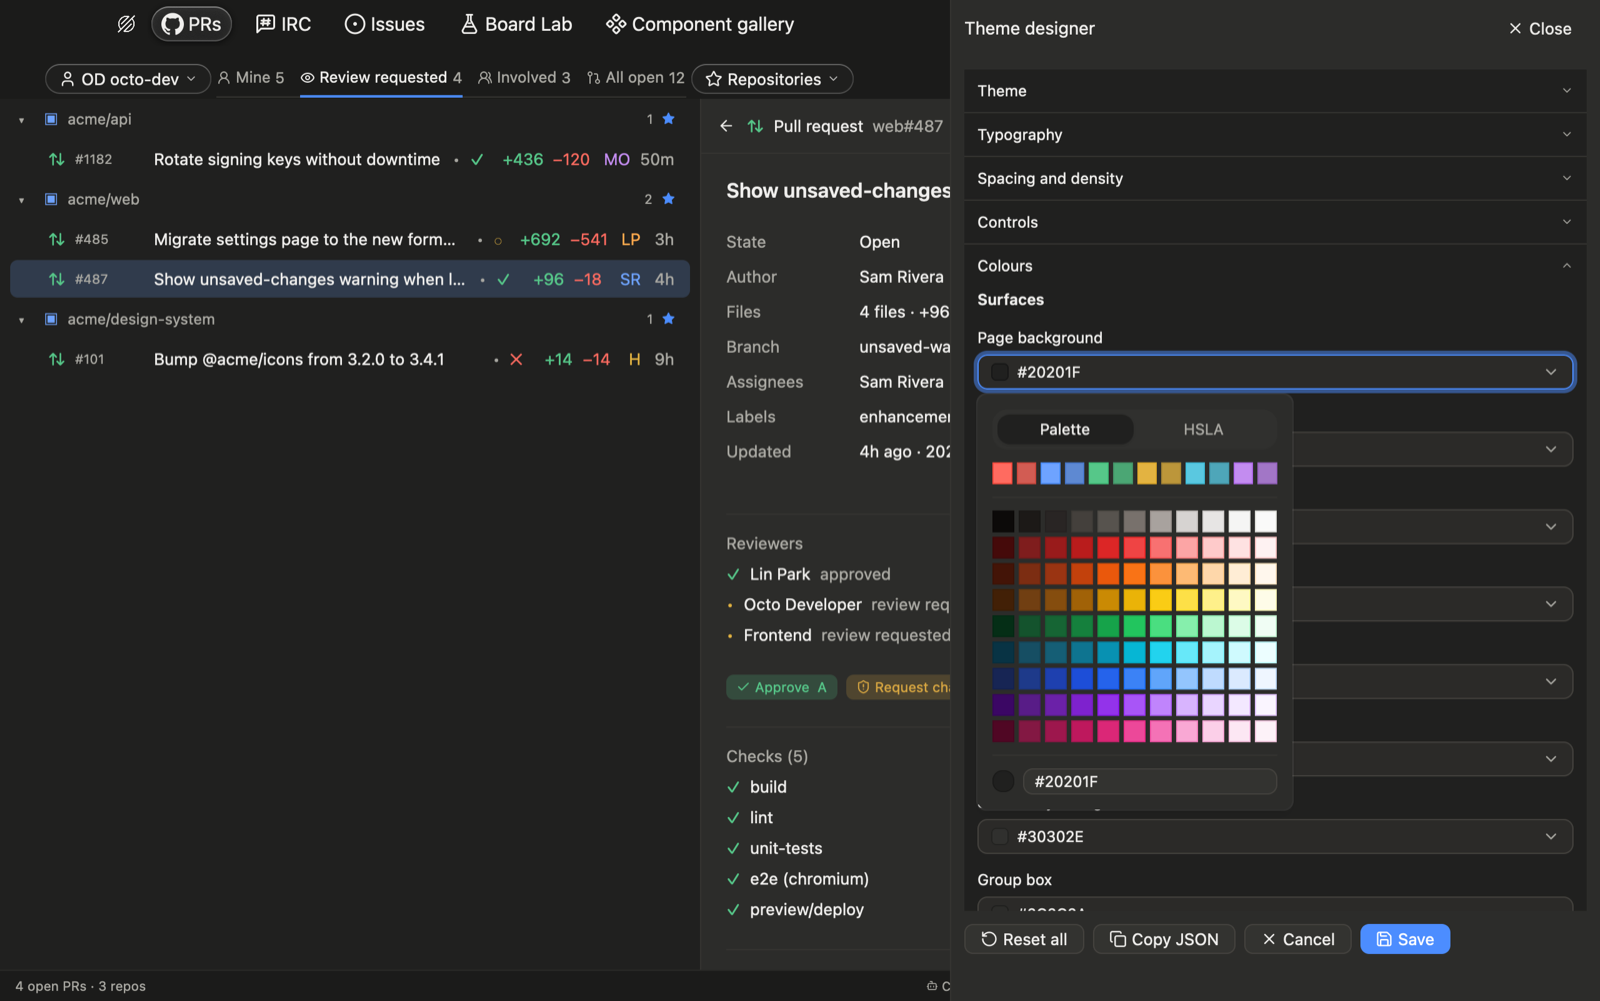 PRs
IRC
Issues
Board Lab
Component gallery
OD octo-dev
Mine 5
Review requested 4
Involved 3
All open 12
Repositories
acme/api
1
#1182
Rotate signing keys without downtime
+436 −120
MO
50m
acme/web
2
#485
Migrate settings page to the new form...
+692 −541
LP
3h
#487
Show unsaved-changes warning when l...
+96 −18
SR
4h
acme/design-system
1
#101
Bump @acme/icons from 3.2.0 to 3.4.1
+14 −14
H
9h
4 open PRs · 3 repos
Pull request web#487
Show unsaved-changes
State Open
Author Sam Rivera
Files 4 files · +96
Branch unsaved-wa
Assignees Sam Rivera
Labels enhancemen
Updated 4h ago · 202
Reviewers
Lin Park approved
Octo Developer review req
Frontend review requested
Approve A
Request cha
Checks (5)
build
lint
unit-tests
e2e (chromium)
preview/deploy
C
Theme designer
Close
Theme
Typography
Spacing and density
Controls
Colours
Surfaces
Page background
#20201F
Palette
HSLA
#20201F
#30302E
Group box
Reset all
Copy JSON
Cancel
Save